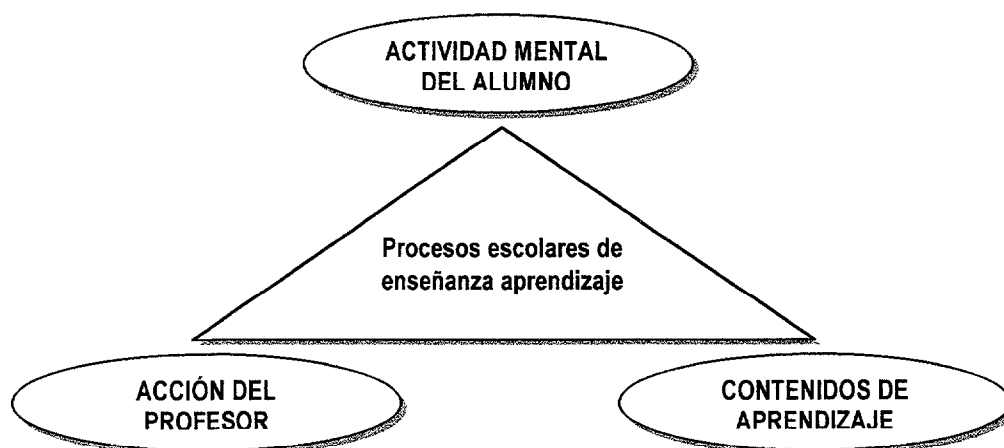 ACTIVIDAD MENTAL
DEL ALUMNO
Procesos escolares de
enseñanza aprendizaje
ACCIÓN DEL
PROFESOR
CONTENIDOS DE
APRENDIZAJE